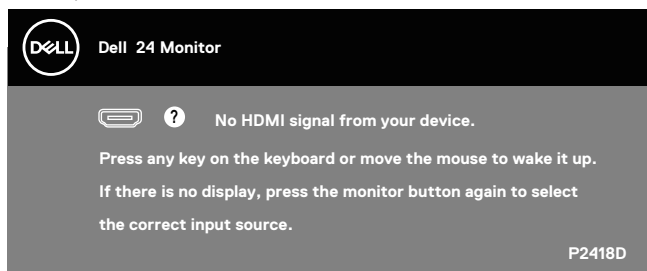 DELL
Dell 24 Monitor
? No HDMI signal from your device.
Press any key on the keyboard or move the mouse to wake it up.
If there is no display, press the monitor button again to select
the correct input source.
P2418D